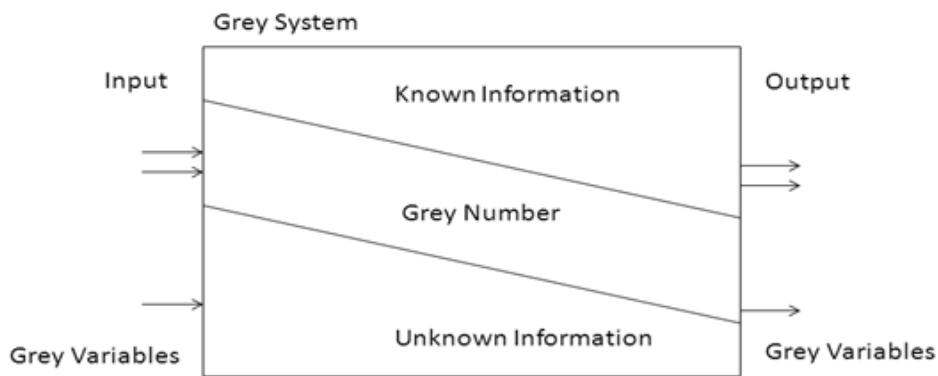 Grey System
Input
Known Information
Output
Grey Number
Unknown Information
Grey Variables
Grey Variables